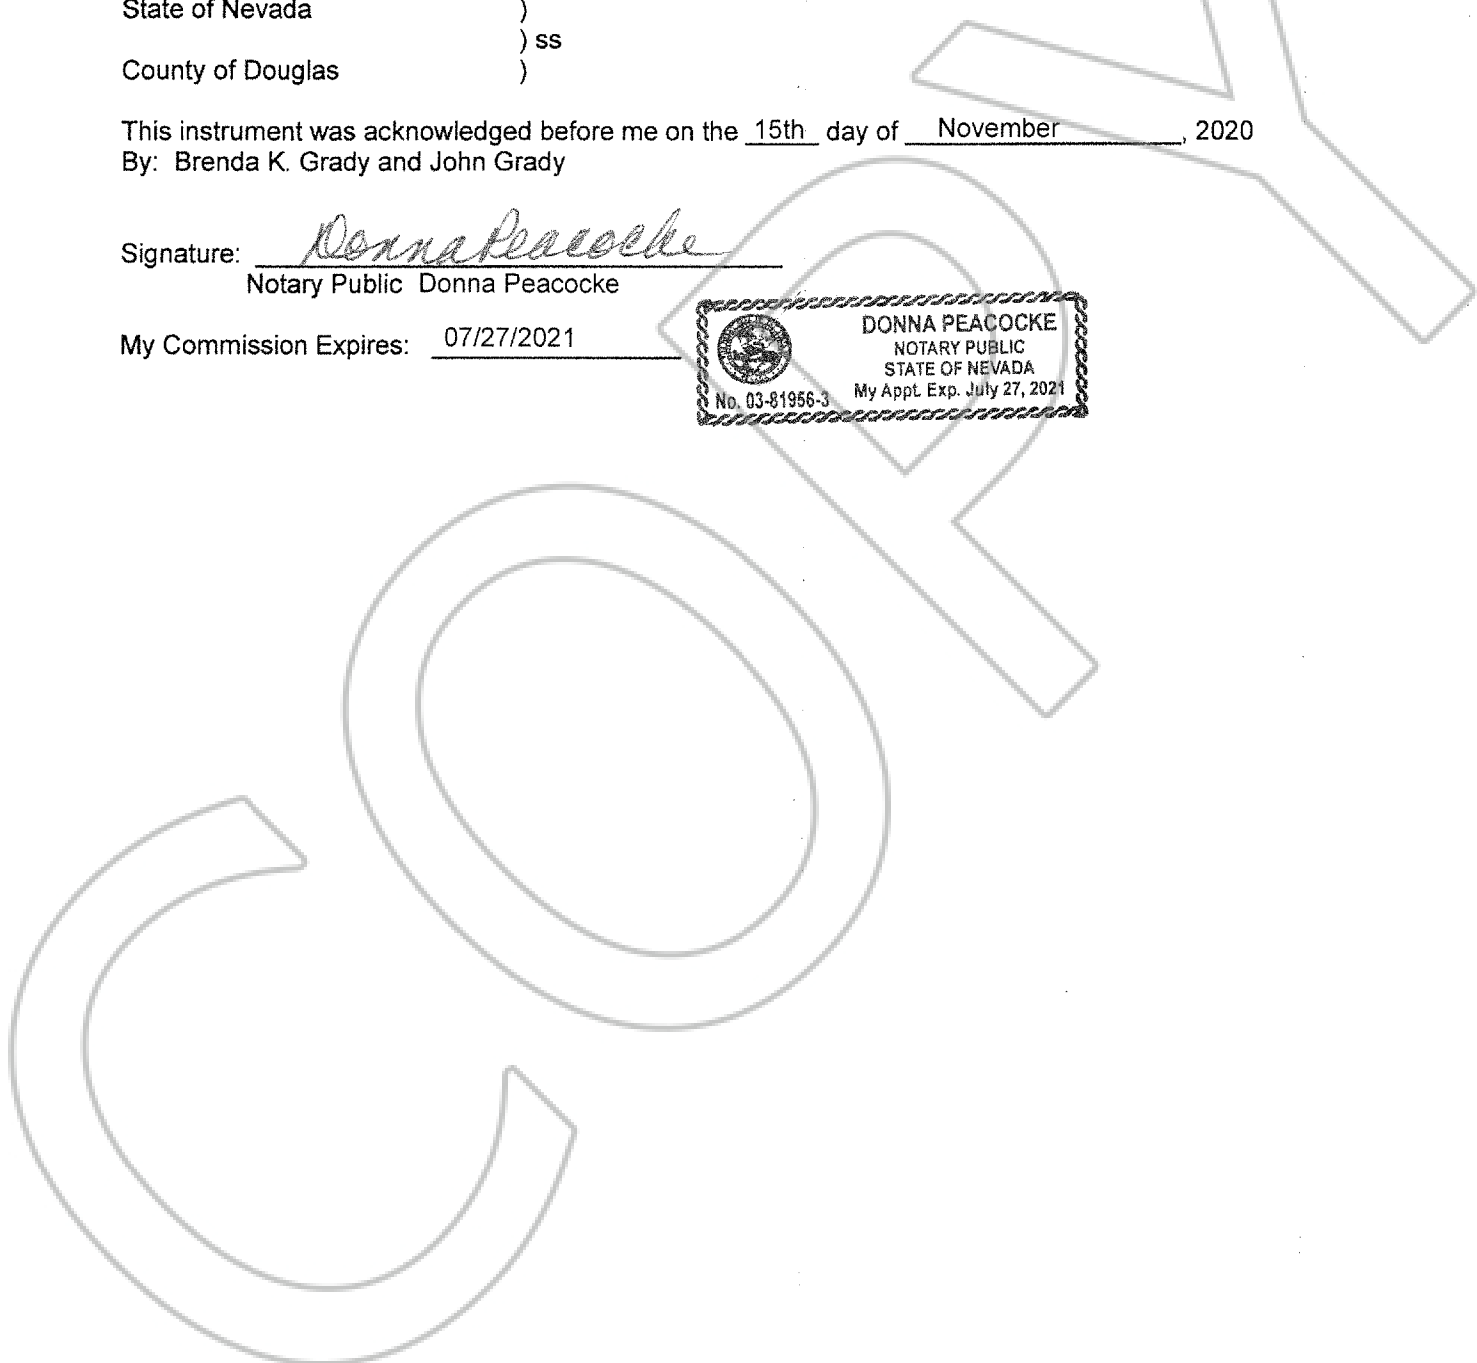 State of Nevada )
) ss
County of Douglas )
This instrument was acknowledged before me on the 15th day of November, 2020
By: Brenda K. Grady and John Grady
Signature: Donna Peacocke
Notary Public Donna Peacocke
My Commission Expires: 07/27/2021
DONNA PEACOCKE
NOTARY PUBLIC
STATE OF NEVADA
My Appt. Exp. July 27, 2021
No. 03-81956-3
COPY